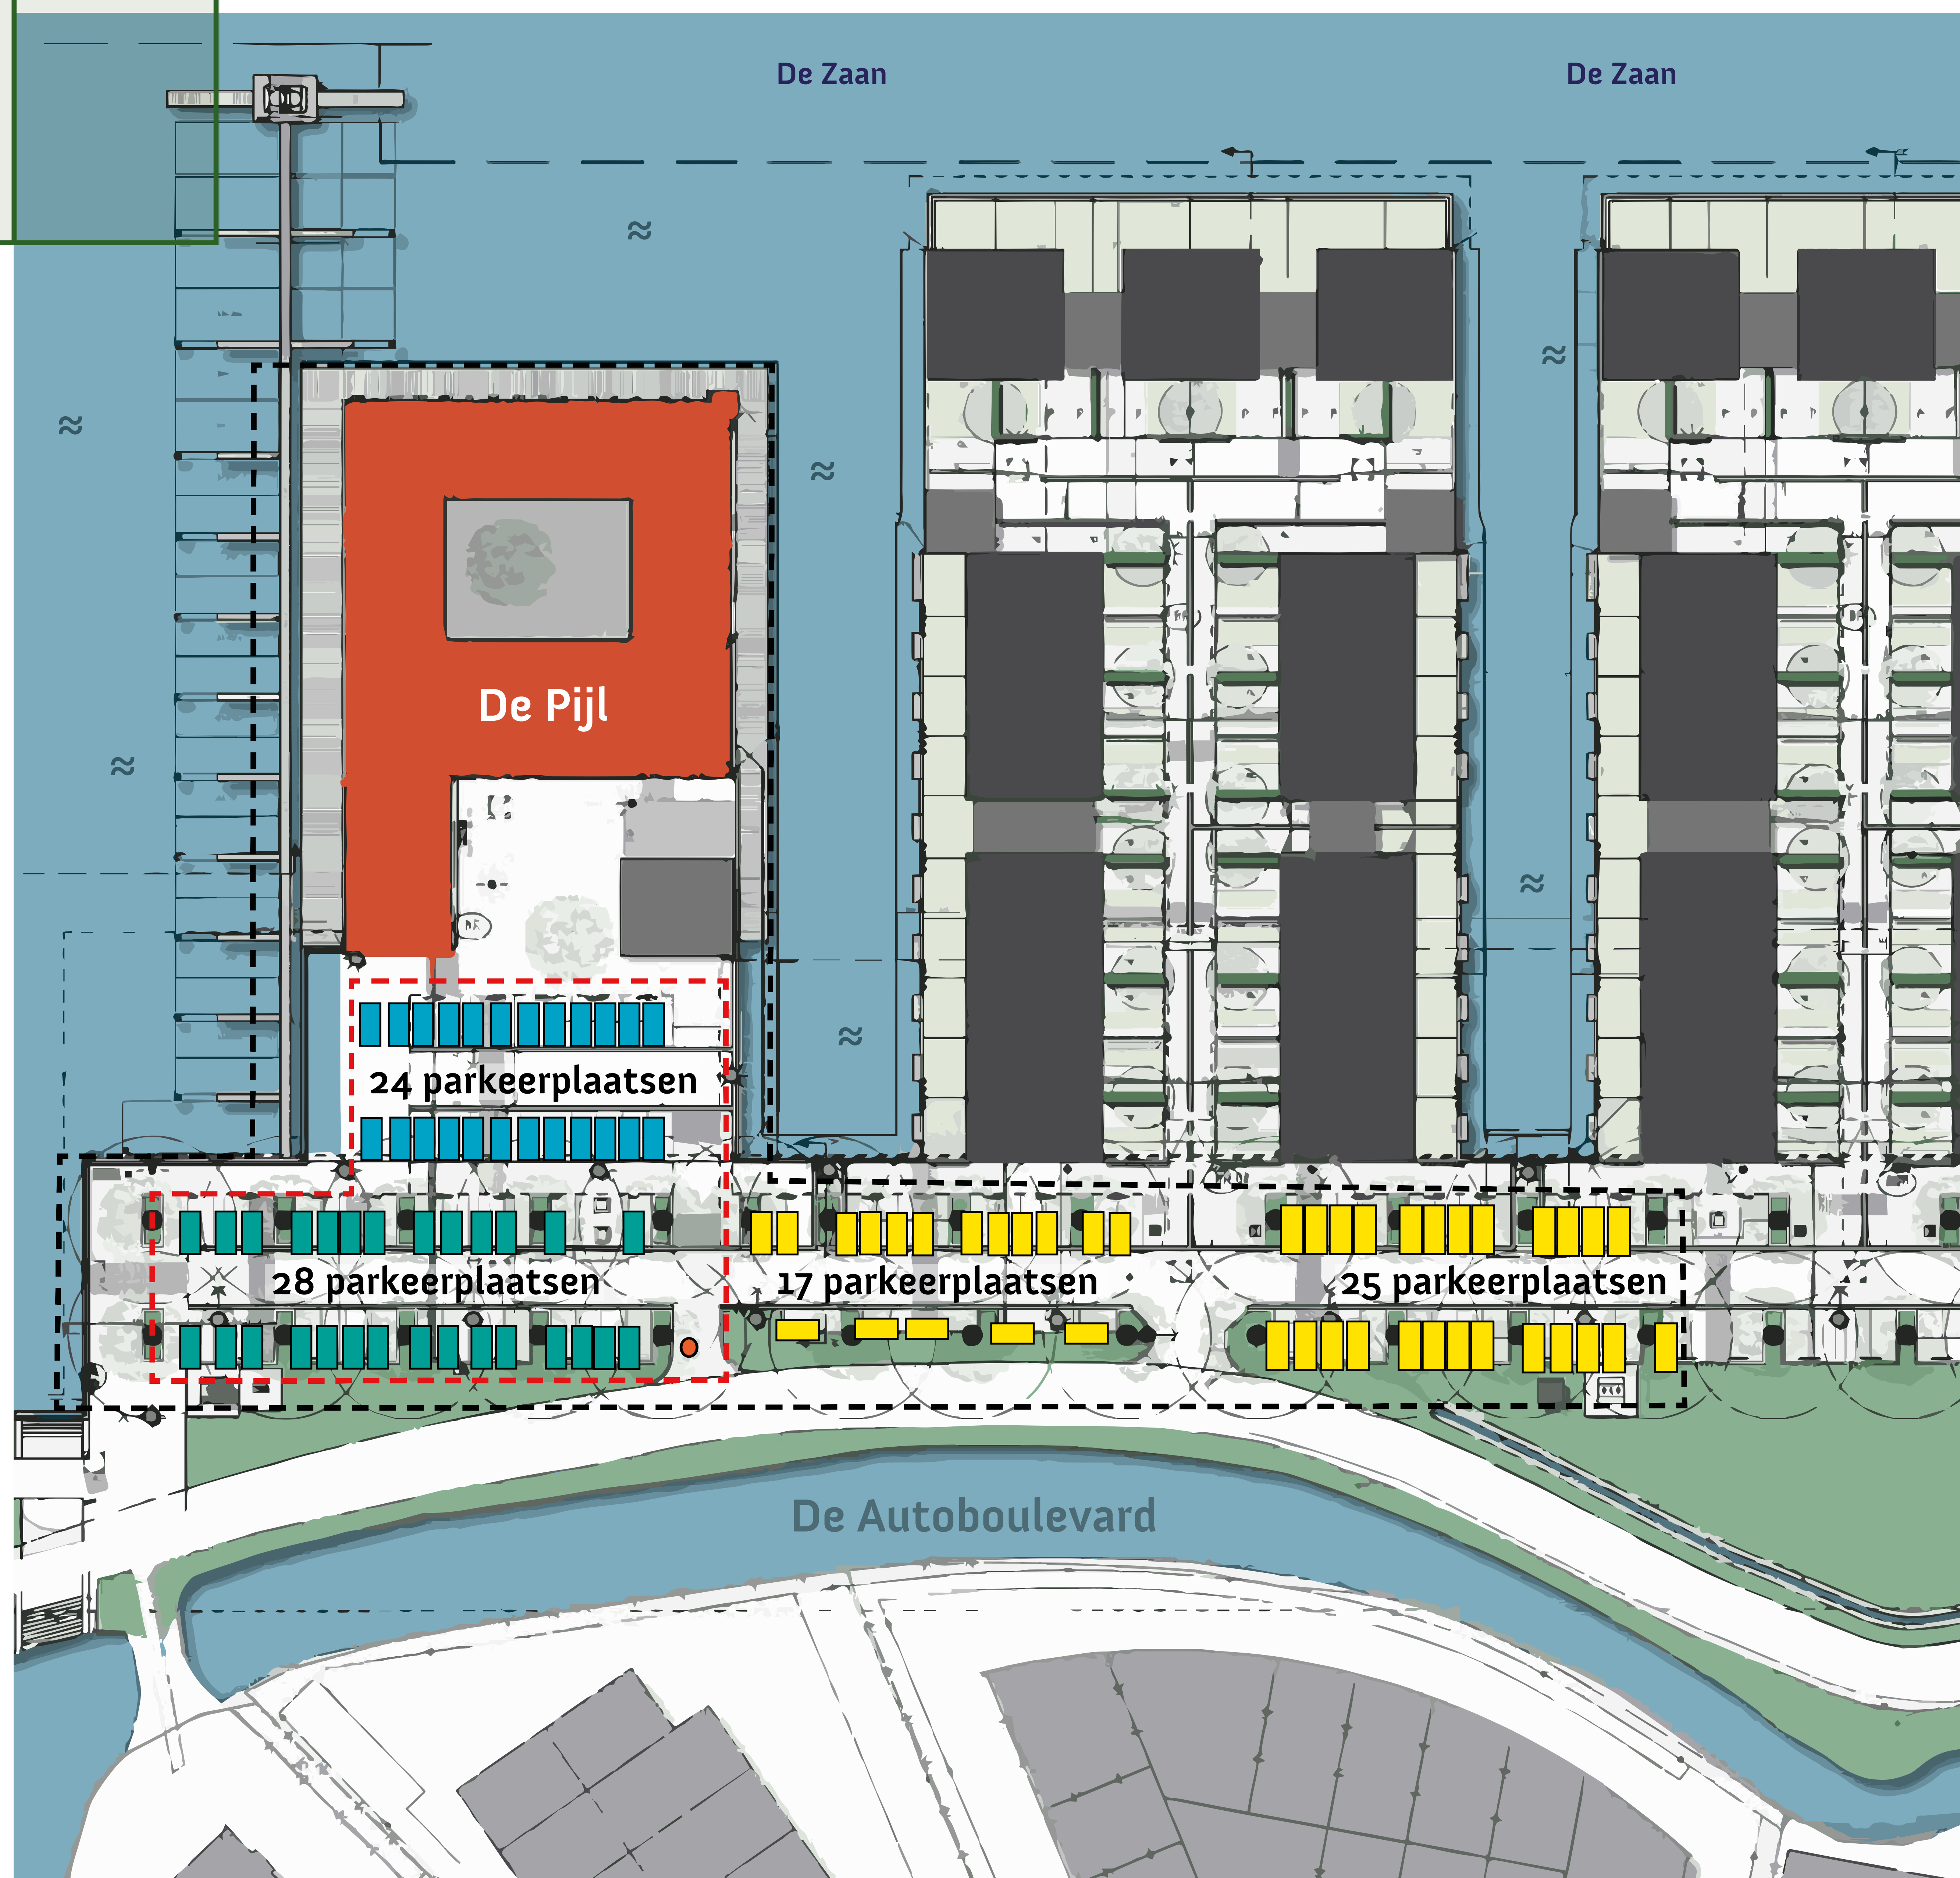 De Zaan
De Zaan
De Pijl
24 parkeerplaatsen
28 parkeerplaatsen
17 parkeerplaatsen
25 parkeerplaatsen
De Autoboulevard